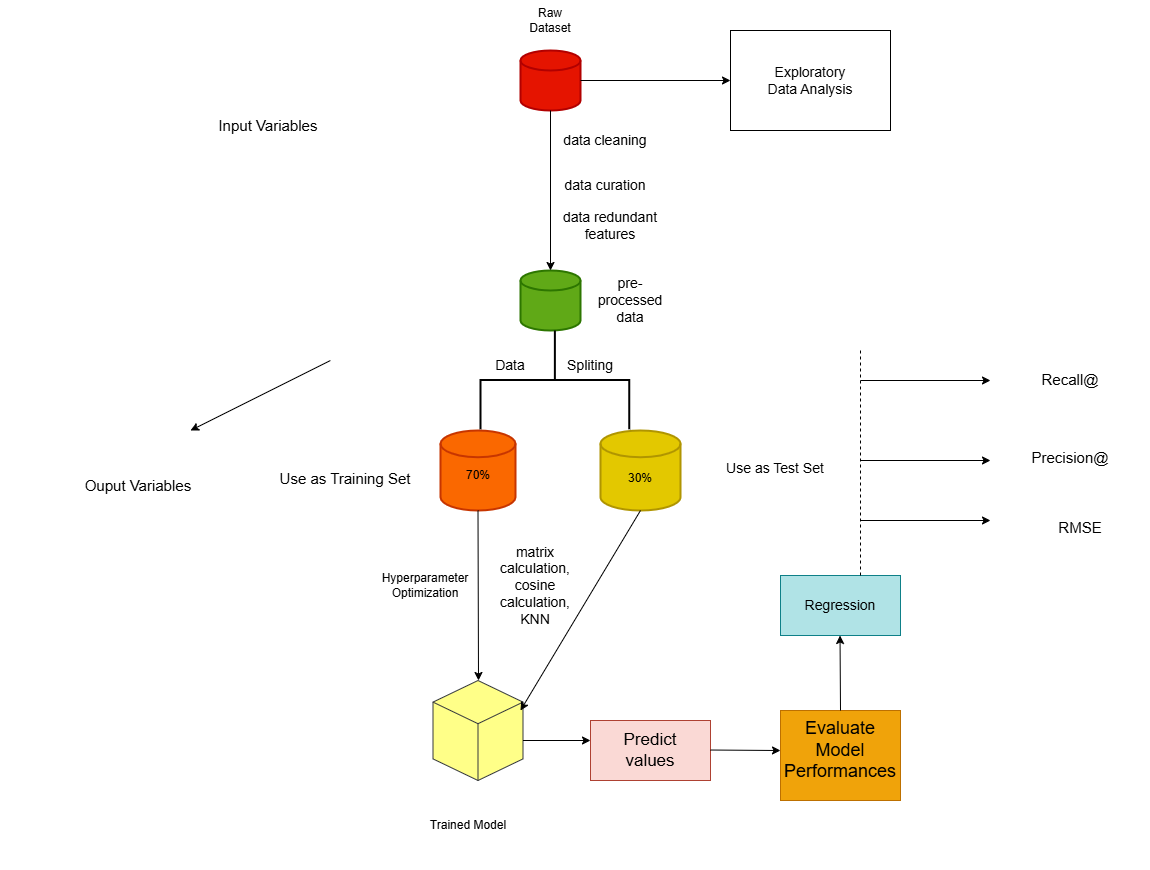 Raw
Dataset
Exploratory
Data Analysis
Input Variables
data cleaning
data curation
data redundant
features
pre-
processed
data
Data
Spliting
Recall@
70%
30%
Use as Training Set
Use as Test Set
Ouput Variables
Precision@
RMSE
matrix
calculation,
cosine
calculation,
KNN
Hyperparameter
Optimization
Regression
Predict
values
Evaluate
Model
Performances
Trained Model